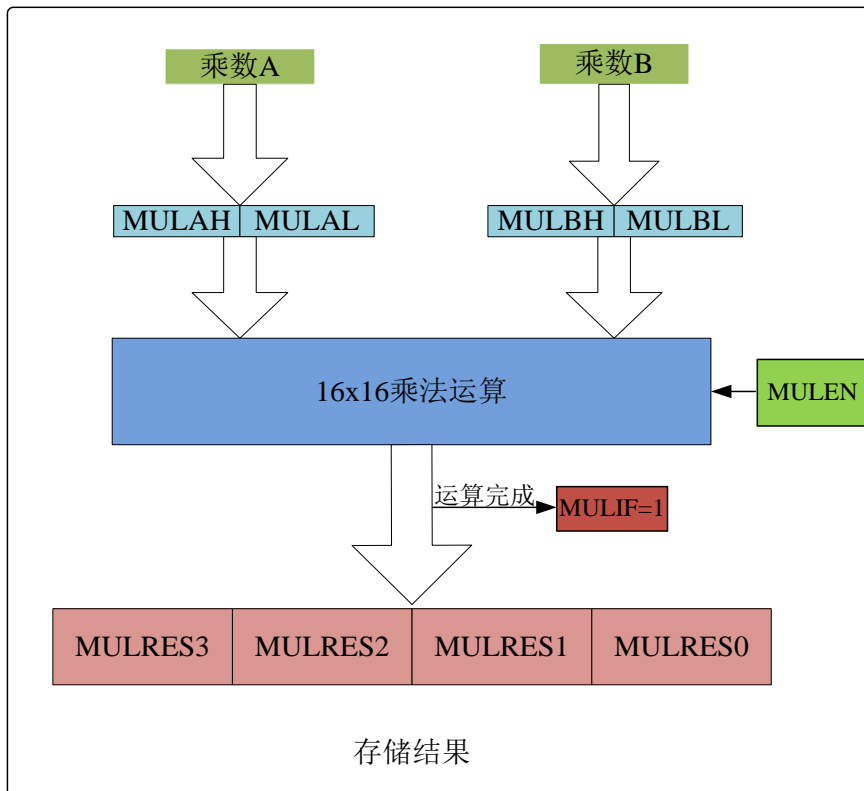 乘数A 乘数B
MULAH MULAL MULBH MULBL
16x16乘法运算 MULEN
运算完成 MULIF=1
MULRES3 MULRES2 MULRES1 MULRES0
存储结果